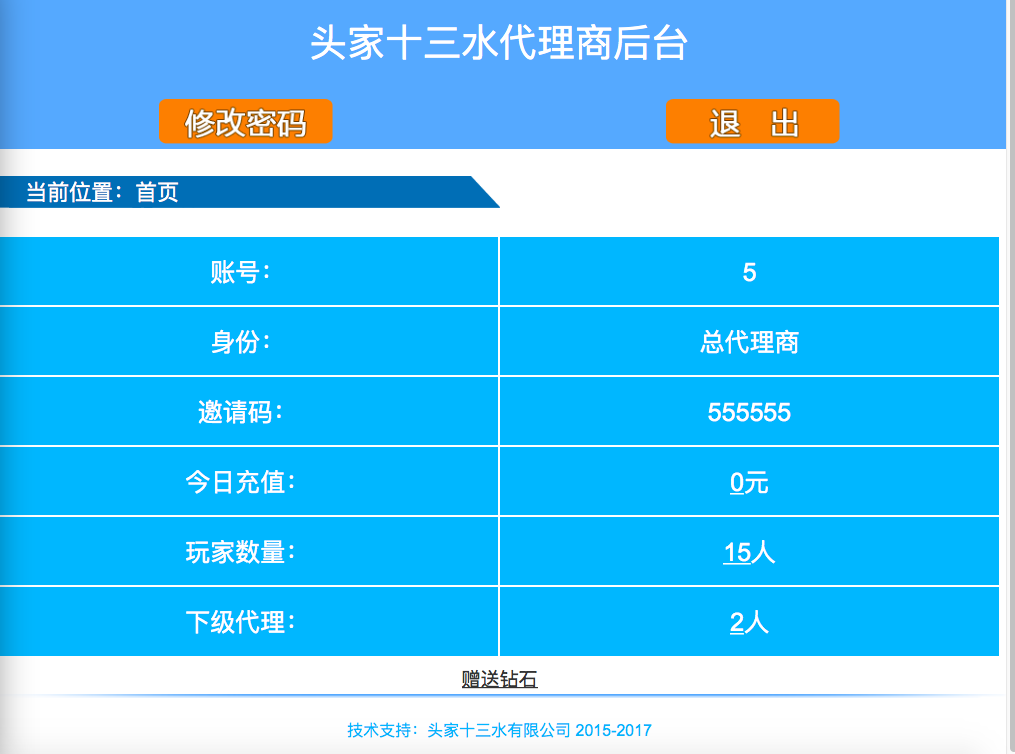 头家十三水代理商后台
修改密码 退 出
当前位置：首页
账号： 5
身份： 总代理商
邀请码： 555555
今日充值： 0元
玩家数量： 15人
下级代理： 2人
赠送钻石
技术支持：头家十三水有限公司 2015-2017